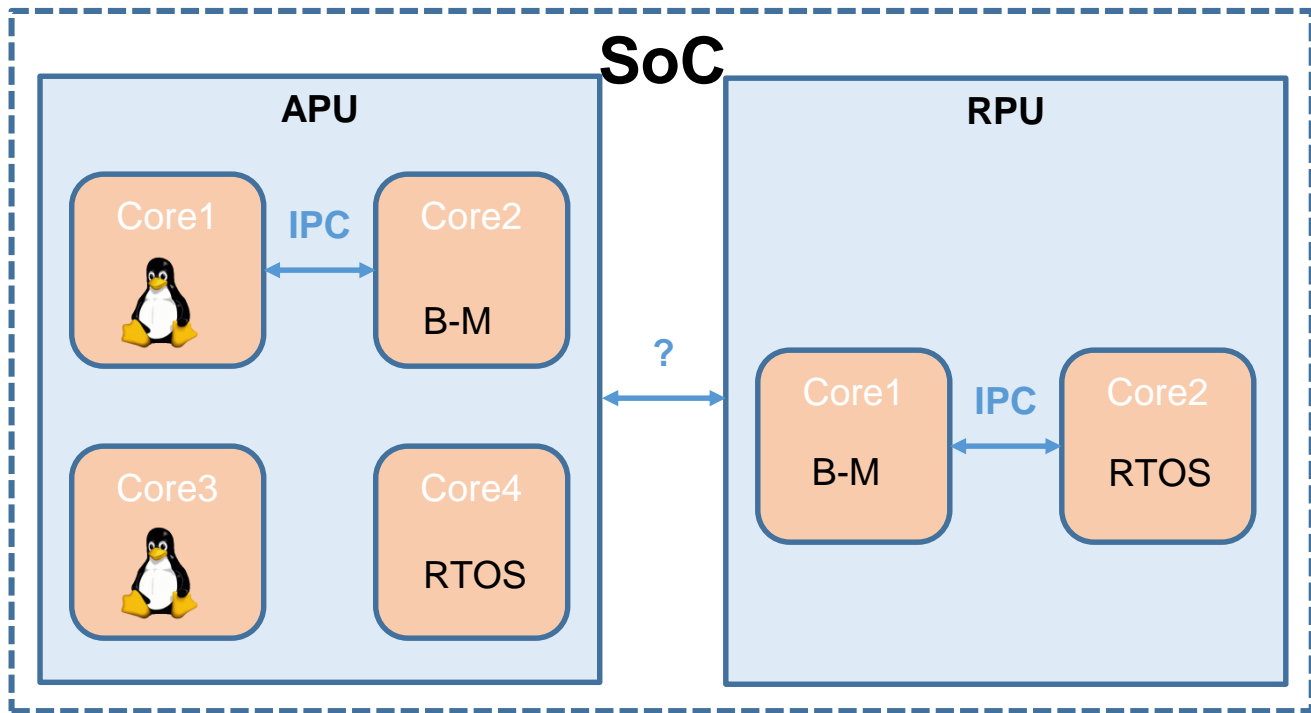 SoC
APU
RPU
Core1
IPC
Core2
B-M
?
Core1
IPC
Core2
B-M
RTOS
Core3
Core4
RTOS